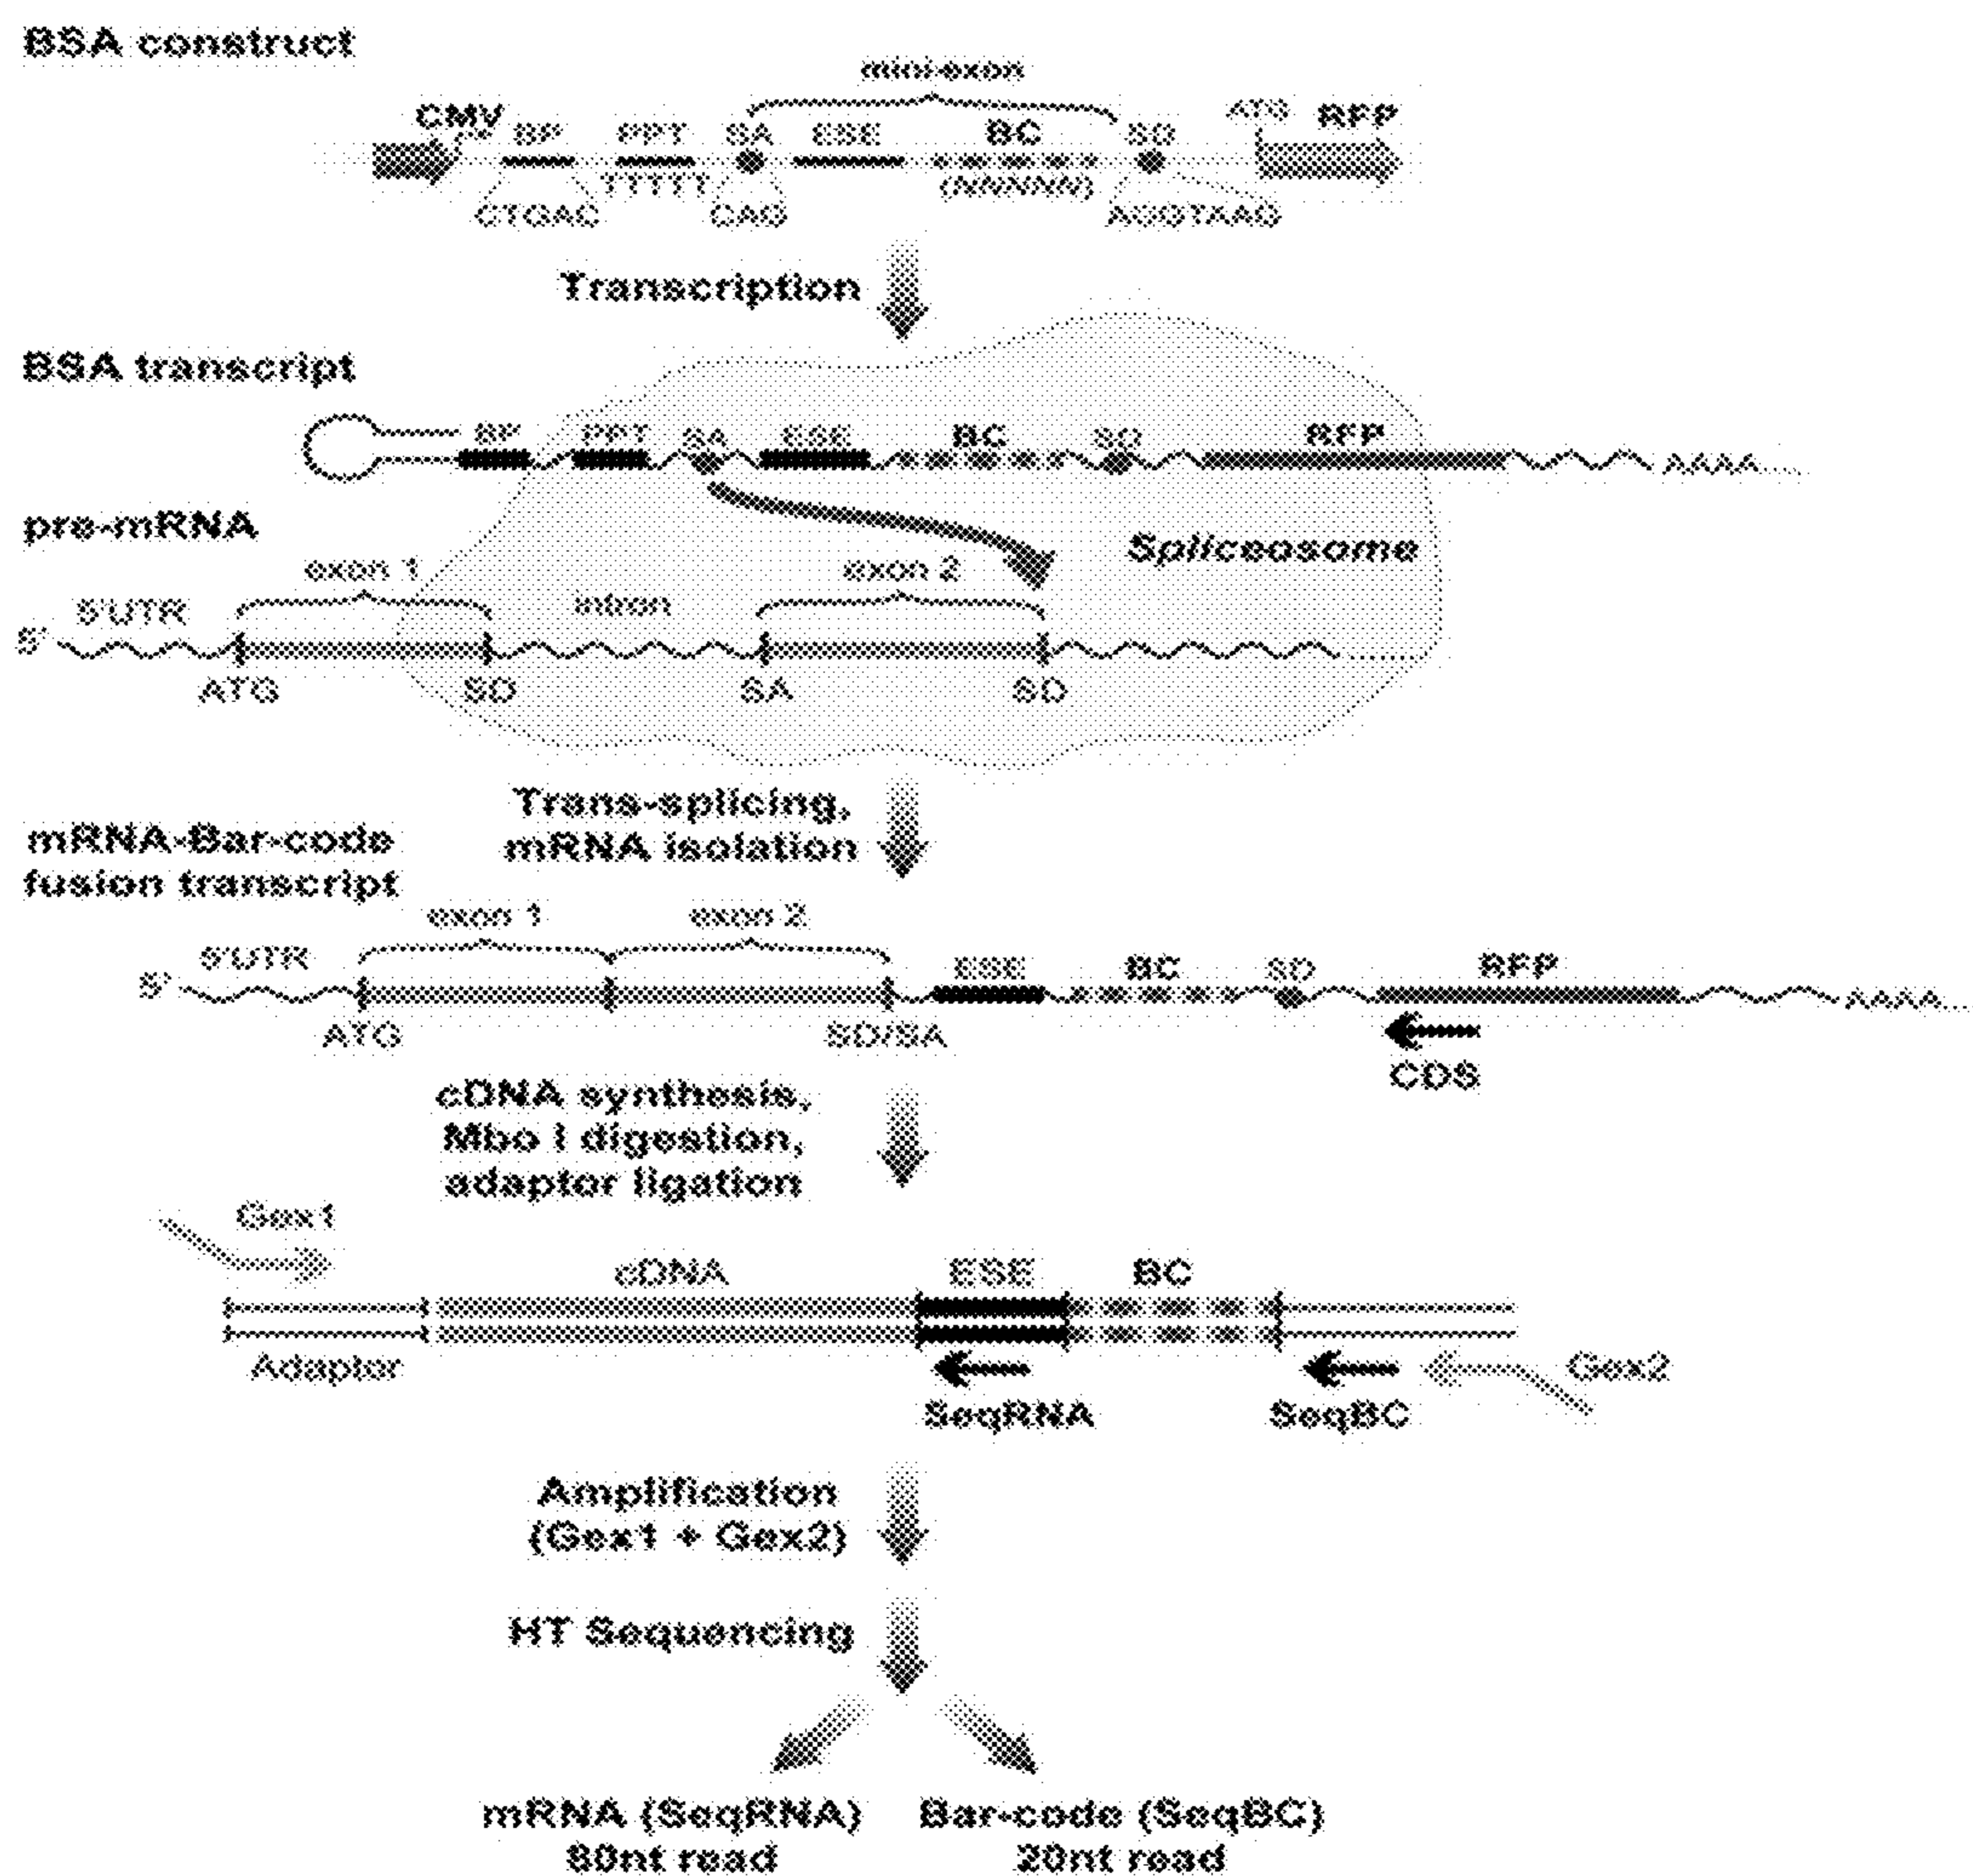 BSA construct
mini-exon
CMV BP PPT SA ESE BC SD ATG RFP
TTTTT (NNNNN)
CTGAC CAG AGGTAAG
Transcription
BSA transcript
BP PPT SA ESE BC SD RFP
AAAA......
pre-mRNA
Spliceosome
exon 1 exon 2
5'UTR intron
5'
ATG SD SA SD
Trans-splicing,
mRNA isolation
mRNA-Bar-code
fusion transcript
exon 1 exon 2
5'UTR ESE BC SD RFP
5' AAAA....
ATG SD/SA
CDS
cDNA synthesis,
Mbo I digestion,
adaptor ligation
Gex1
cDNA ESE BC
Adaptor Gex2
SeqRNA SeqBC
Amplification
(Gex1 + Gex2)
HT Sequencing
mRNA (SeqRNA) Bar-code (SeqBC)
80nt read 20nt read